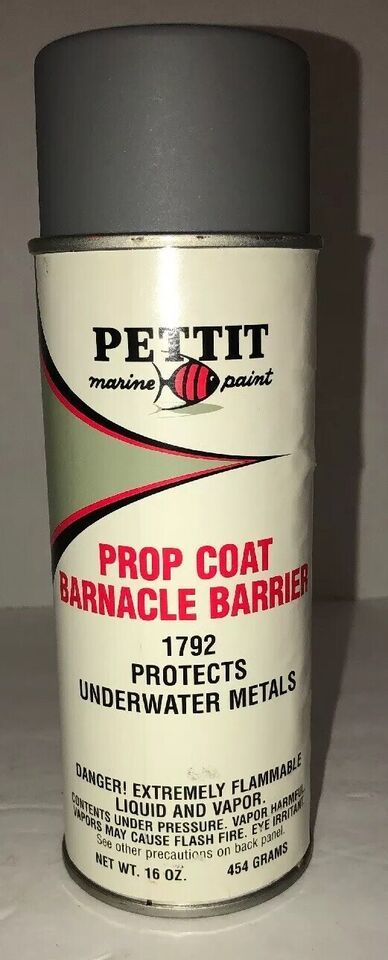 PETTIT
marine paint
PROP COAT
BARNACLE BARRIER
1792
PROTECTS
UNDERWATER METALS
DANGER! EXTREMELY FLAMMABLE
LIQUID AND VAPOR.
CONTENTS UNDER PRESSURE. VAPOR HARMFUL.
VAPORS MAY CAUSE FLASH FIRE. EYE IRRITANT.
See other precautions on back panel.
NET WT. 16 OZ. 454 GRAMS